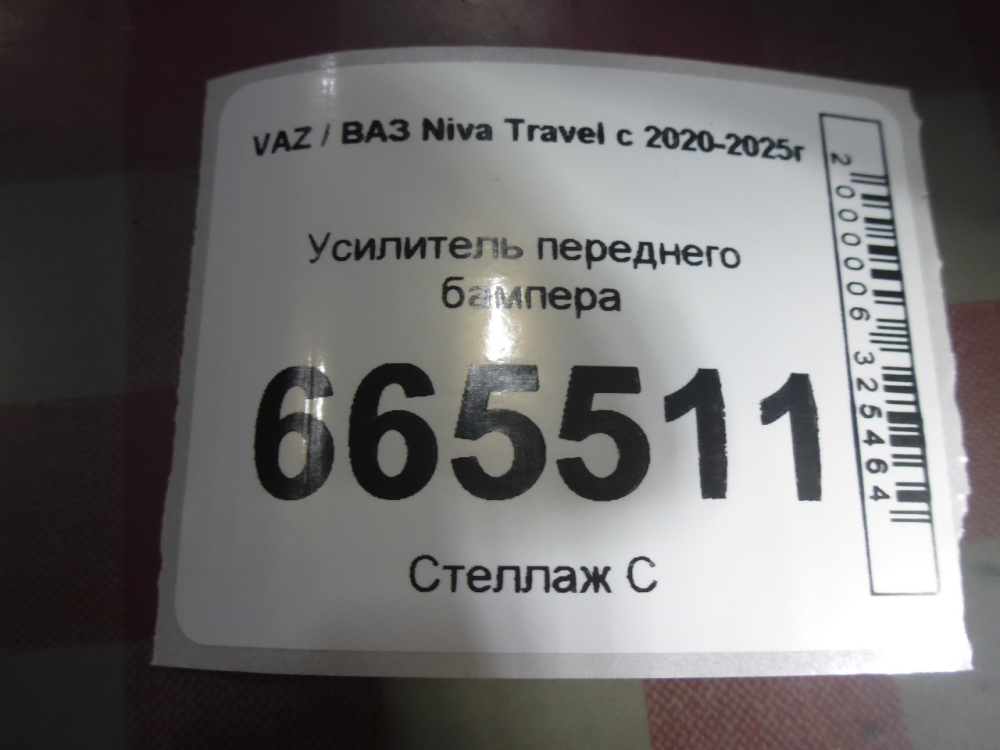 VAZ / ВАЗ Niva Travel с 2020-2025г
Усилитель переднего
бампера
665511
Стеллаж С
2 000006 325464